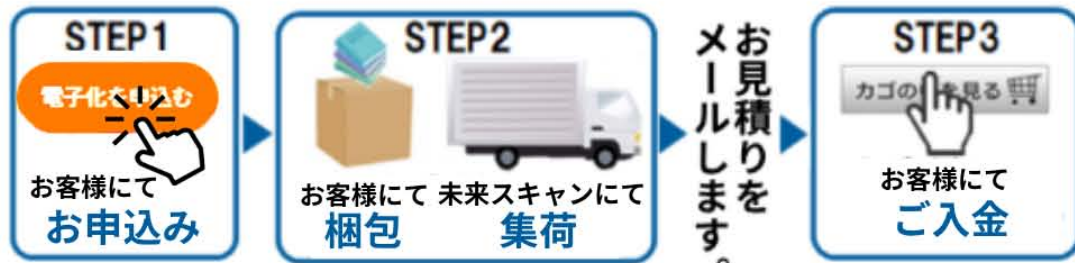 STEP1
電子化を申込む
お客様にて
お申込み
STEP2
お客様にて
梱包
未来スキャンにて
集荷
お見積りを
メールします。
STEP3
カゴの中を見る
お客様にて
ご入金